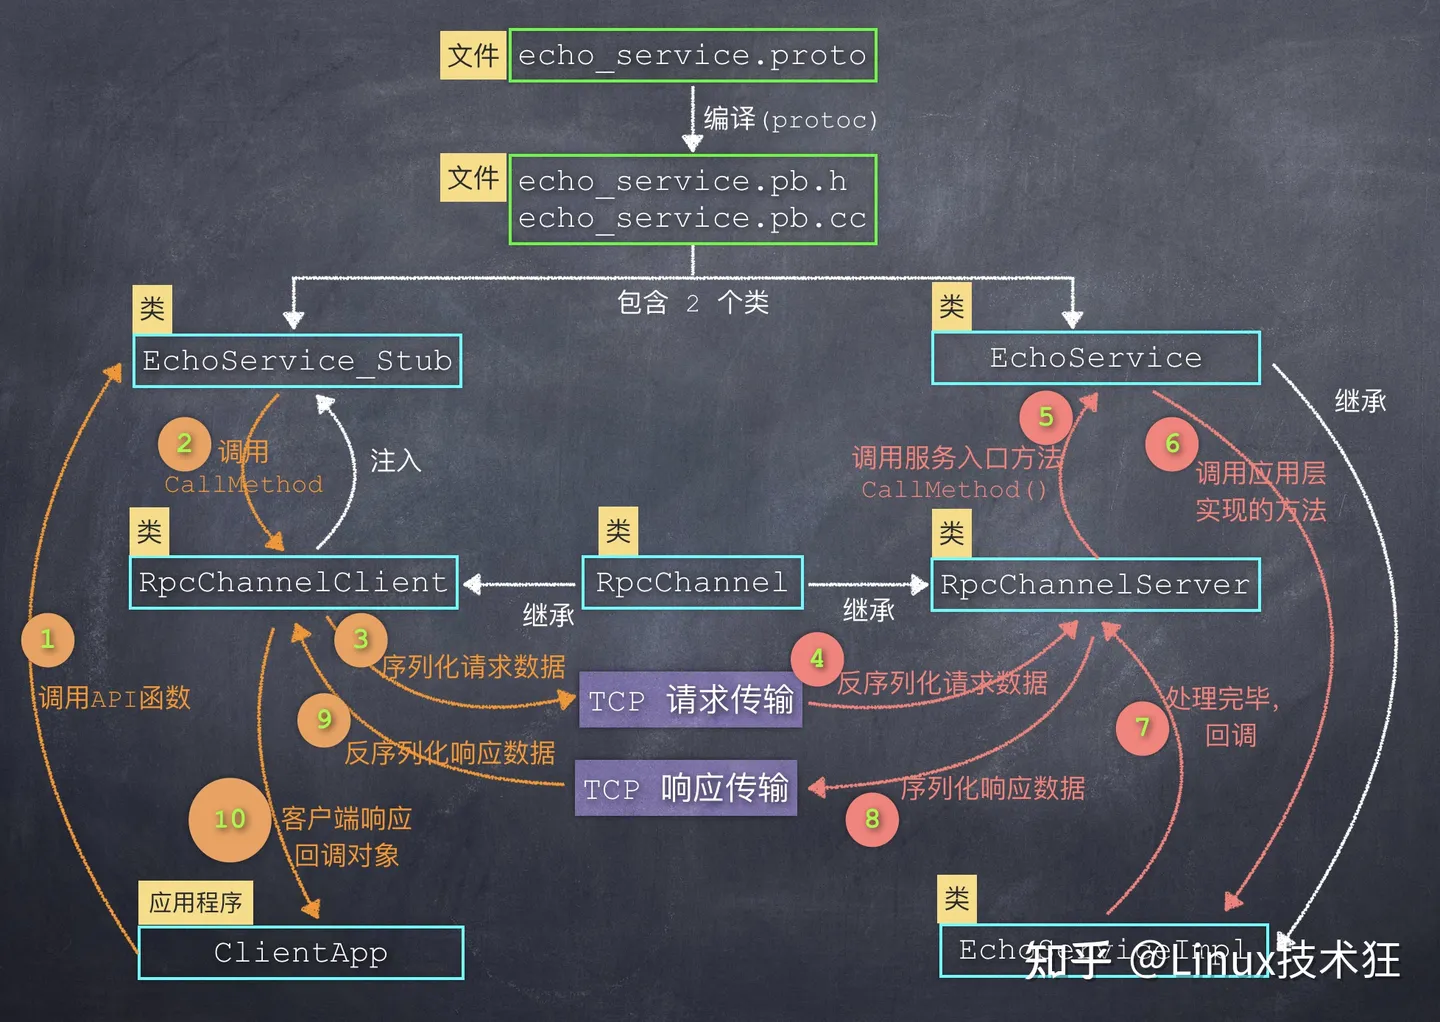 文件
echo_service.proto
编译(protoc)
文件
echo_service.pb.h
echo_service.pb.cc
包含 2 个类
类
EchoService_Stub
类
EchoService
继承
2
调用
CallMethod
注入
5
调用服务入口方法
CallMethod()
6
调用应用层
实现的方法
类
RpcChannelClient
类
RpcChannel
类
RpcChannelServer
继承
继承
1
调用API函数
3
序列化请求数据
TCP 请求传输
4
反序列化请求数据
9
反序列化响应数据
TCP 响应传输
8
序列化响应数据
7
处理完毕,
回调
10
客户端响应
回调对象
应用程序
ClientApp
类
EchoServiceImpl
知乎 @Linux技术狂